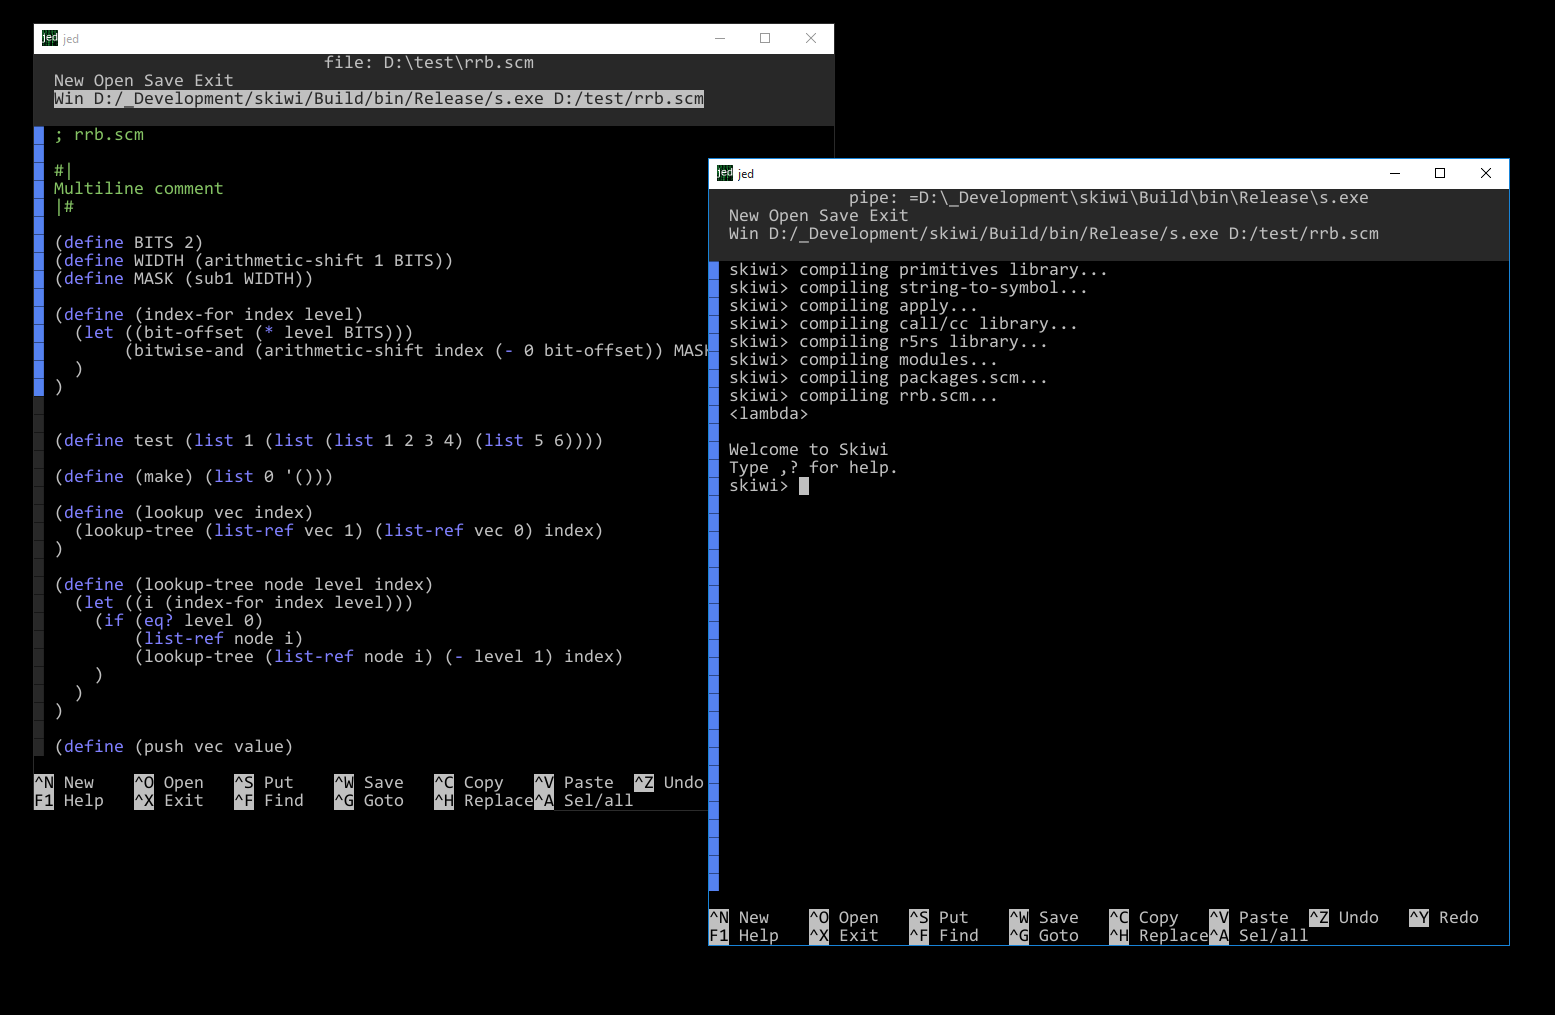 jed
file: D:\test\rrb.scm
New Open Save Exit
Win D:/_Development/skiwi/Build/bin/Release/s.exe D:/test/rrb.scm
; rrb.scm
#|
Multiline comment
|#
(define BITS 2)
(define WIDTH (arithmetic-shift 1 BITS))
(define MASK (sub1 WIDTH))
(define (index-for index level)
  (let ((bit-offset (* level BITS)))
       (bitwise-and (arithmetic-shift index (- 0 bit-offset)) MASK
  )
)
(define test (list 1 (list (list 1 2 3 4) (list 5 6))))
(define (make) (list 0 '()))
(define (lookup vec index)
  (lookup-tree (list-ref vec 1) (list-ref vec 0) index)
)
(define (lookup-tree node level index)
  (let ((i (index-for index level)))
    (if (eq? level 0)
        (list-ref node i)
        (lookup-tree (list-ref node i) (- level 1) index)
    )
  )
)
(define (push vec value)
^N New ^O Open ^S Put ^W Save ^C Copy ^V Paste ^Z Undo
F1 Help ^X Exit ^F Find ^G Goto ^H Replace ^A Sel/all
jed
pipe: =D:\_Development\skiwi\Build\bin\Release\s.exe
New Open Save Exit
Win D:/_Development/skiwi/Build/bin/Release/s.exe D:/test/rrb.scm
skiwi> compiling primitives library...
skiwi> compiling string-to-symbol...
skiwi> compiling apply...
skiwi> compiling call/cc library...
skiwi> compiling r5rs library...
skiwi> compiling modules...
skiwi> compiling packages.scm...
skiwi> compiling rrb.scm...
<lambda>
Welcome to Skiwi
Type ,? for help.
skiwi>
^N New ^O Open ^S Put ^W Save ^C Copy ^V Paste ^Z Undo ^Y Redo
F1 Help ^X Exit ^F Find ^G Goto ^H Replace ^A Sel/all